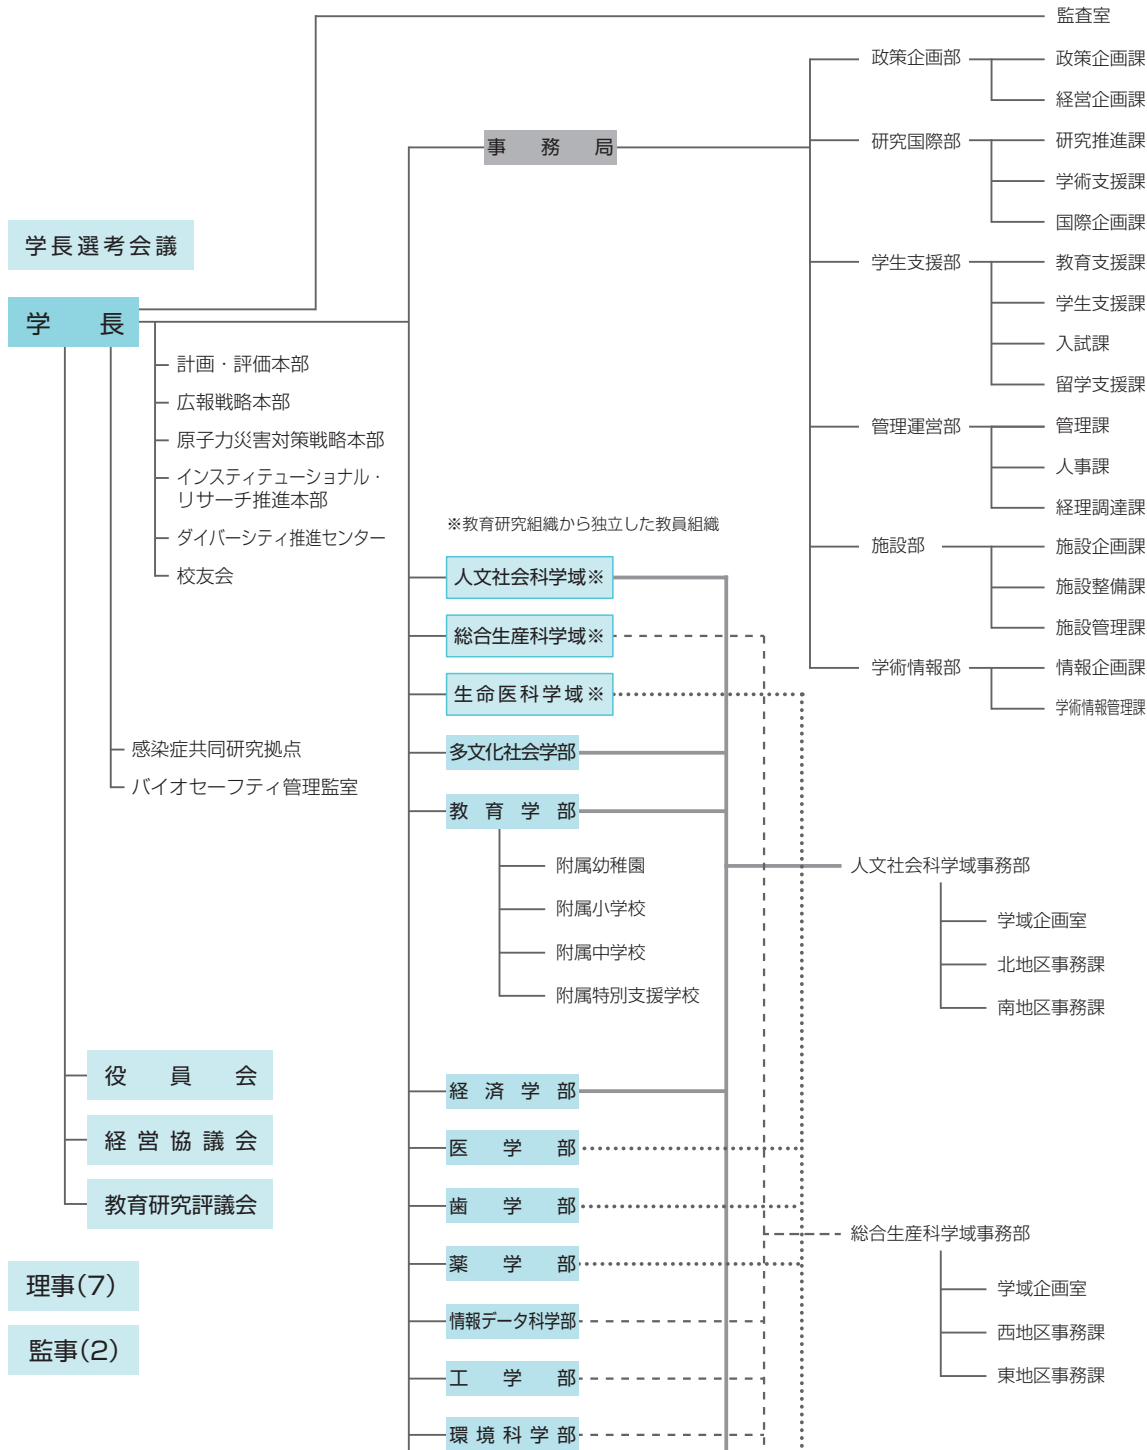 監査室
政策企画部
政策企画課
経営企画課
事務局
研究国際部
研究推進課
学術支援課
国際企画課
学長選考会議
学生支援部
教育支援課
学生支援課
入試課
留学支援課
学長
計画・評価本部
広報戦略本部
原子力災害対策戦略本部
インスティテューショナル・
リサーチ推進本部
ダイバーシティ推進センター
校友会
管理運営部
管理課
人事課
経理調達課
施設部
施設企画課
施設整備課
施設管理課
学術情報部
情報企画課
学術情報管理課
※教育研究組織から独立した教員組織
人文社会科学域※
総合生産科学域※
生命医科学域※
感染症共同研究拠点
バイオセーフティ管理監室
多文化社会学部
教育学部
附属幼稚園
附属小学校
附属中学校
附属特別支援学校
人文社会科学域事務部
学域企画室
北地区事務課
南地区事務課
役員会
経営協議会
教育研究評議会
理事(7)
監事(2)
経済学部
医学部
歯学部
薬学部
情報データ科学部
工学部
環境科学部
総合生産科学域事務部
学域企画室
西地区事務課
東地区事務課